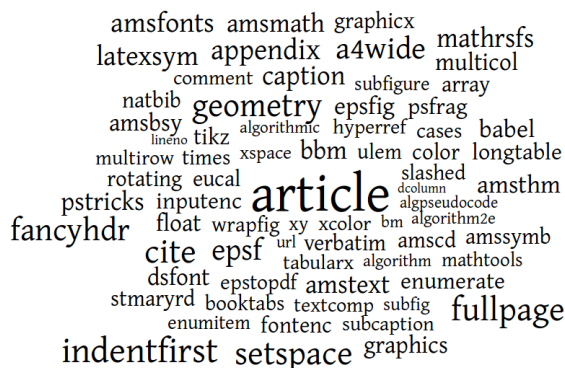 amsfonts amsmath graphicx
latexsym appendix a4wide mathrsfs
comment caption subfigure array multicol
natbib geometry epsfig psfrag
amsbsy lineno tikz algorithmic hyperref cases babel
multirow times xspace bbm ulem color longtable
rotating eucal article slashed dcolumn amsthm
pstricks inputenc algpseudocode
fancyhdr float wrapfig xy xcolor bm algorithm2e
cite epsf url verbatim amscd amssymb
tabularx algorithm mathtools
dsfont epstopdf amstext enumerate
stmaryrd booktabs textcomp subfig fullpage
enumitem fontenc subcaption
indentfirst setspace graphics